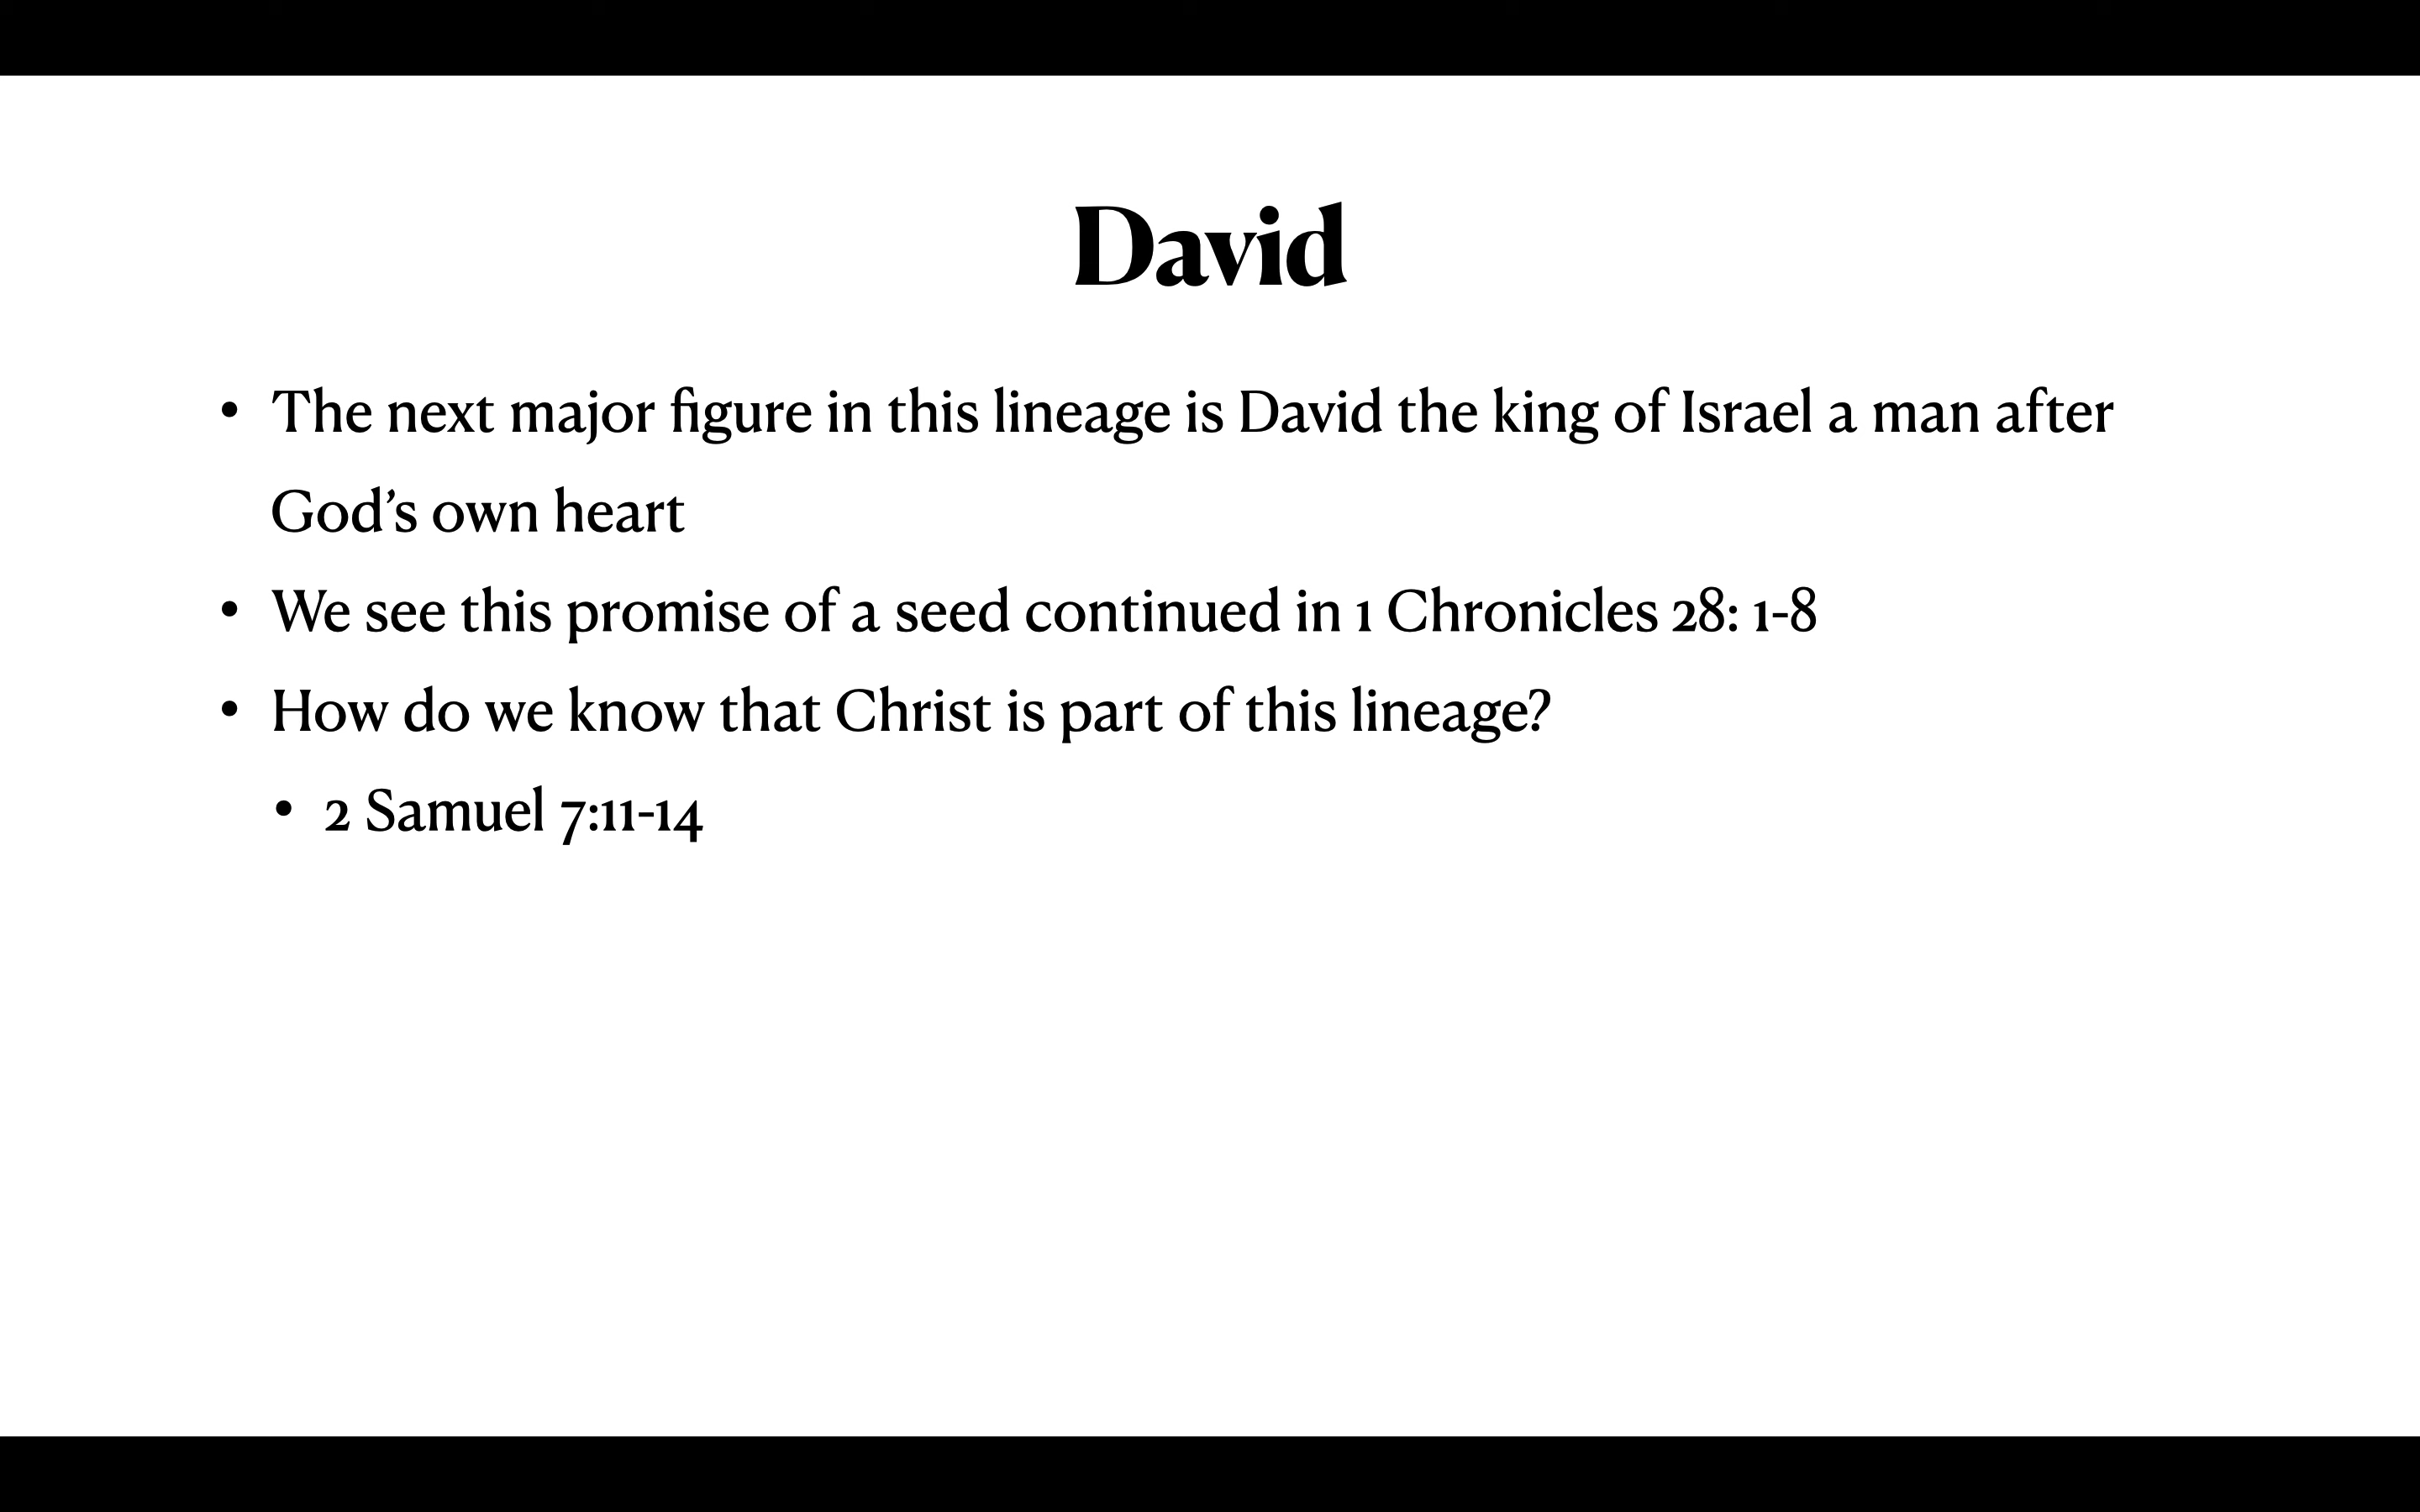 David
• The next major figure in this lineage is David the king of Israel a man after
God's own heart
• We see this promise of a seed continued in 1 Chronicles 28: 1-8
• How do we know that Christ is part of this lineage?
• 2 Samuel 7:11-14